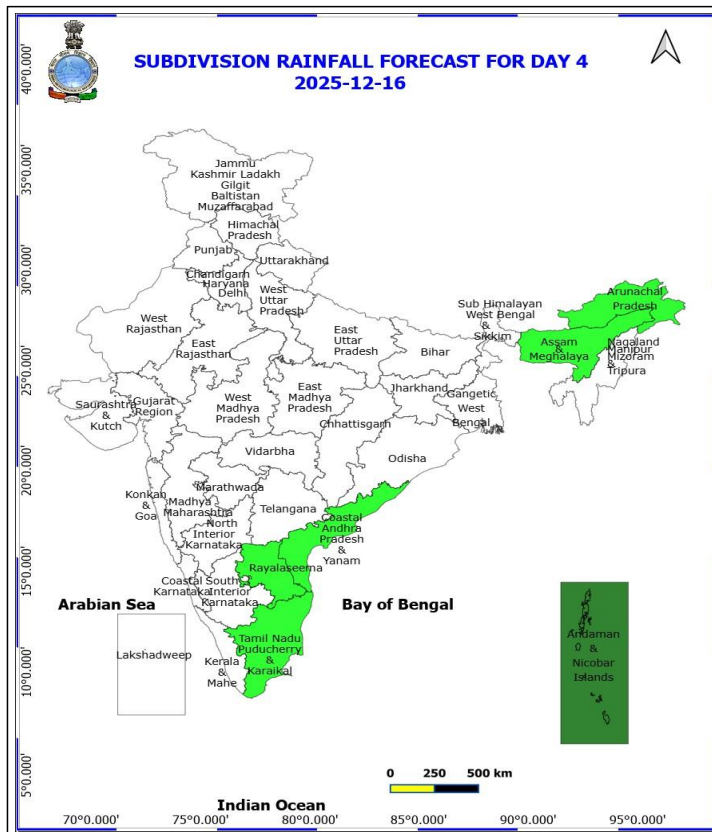 SUBDIVISION RAINFALL FORECAST FOR DAY 4
2025-12-16
40°0.000'
35°0.000'
30°0.000'
25°0.000'
20°0.000'
15°0.000'
10°0.000'
5°0.000'
Jammu
Kashmir Ladakh
Gilgit
Baltistan
Muzaffarabad
Himachal
Pradesh
Punjab
Uttarakhand
Chandigarh
Haryana
Delhi
West
Uttar
Pradesh
West
Rajasthan
East
Rajasthan
East
Uttar
Pradesh
Bihar
Sub Himalayan
West Bengal
&
Sikkim
Arunachal
Pradesh
Assam
&
Meghalaya
Nagaland
Manipur
Mizoram
&
Tripura
Saurashtra
&
Kutch
Gujarat
Region
West
Madhya
Pradesh
East
Madhya
Pradesh
Jharkhand
Gangetic
West
Bengal
Chhattisgarh
Vidarbha
Odisha
Konkan
&
Goa
Marathwada
Madhya
Maharashtra
North
Interior
Karnataka
Telangana
Coastal
Andhra
Pradesh
&
Yanam
Rayalaseema
Coastal
Karnataka
South
Interior
Karnataka
Arabian Sea
Bay of Bengal
Lakshadweep
Kerala
&
Mahe
Tamil Nadu
Puducherry
&
Karaikal
Andaman
&
Nicobar
Islands
0 250 500 km
Indian Ocean
70°0.000' 75°0.000' 80°0.000' 85°0.000' 90°0.000' 95°0.000'